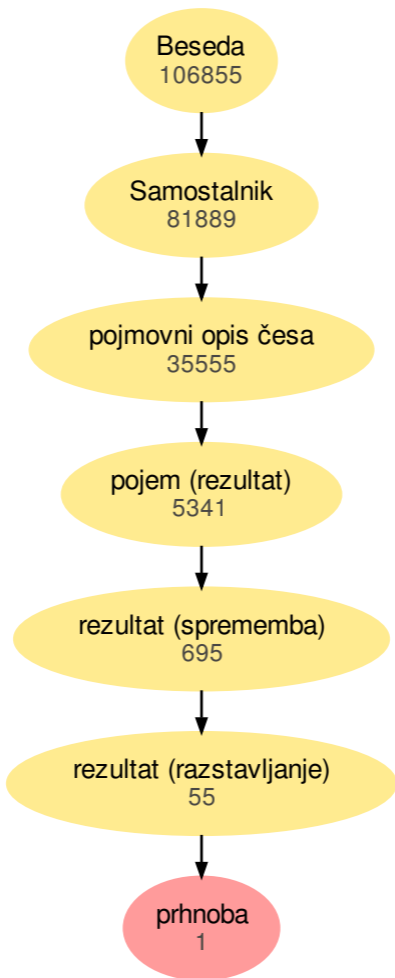 Beseda
106855
Samostalnik
81889
pojmovni opis česa
35555
pojem (rezultat)
5341
rezultat (sprememba)
695
rezultat (razstavljanje)
55
prhnoba
1